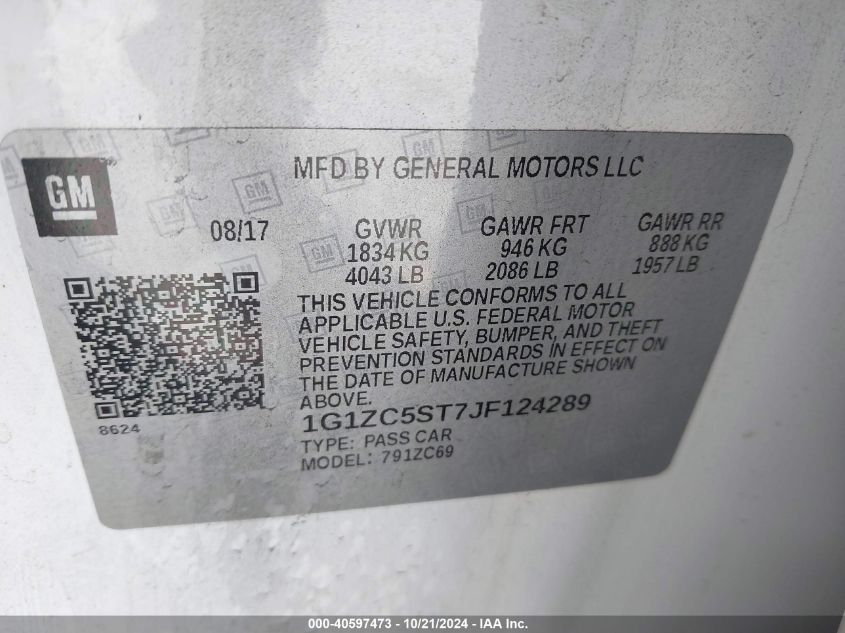 GM
MFD BY GENERAL MOTORS LLC
08/17 GVWR GAWR FRT GAWR RR
1834 KG 946 KG 888 KG
4043 LB 2086 LB 1957 LB
THIS VEHICLE CONFORMS TO ALL
APPLICABLE U.S. FEDERAL MOTOR
VEHICLE SAFETY, BUMPER, AND THEFT
PREVENTION STANDARDS IN EFFECT ON
THE DATE OF MANUFACTURE SHOWN
ABOVE.
8624
1G1ZC5ST7JF124289
TYPE: PASS CAR
MODEL: 791ZC69
000-40597473 - 10/21/2024 - IAA Inc.